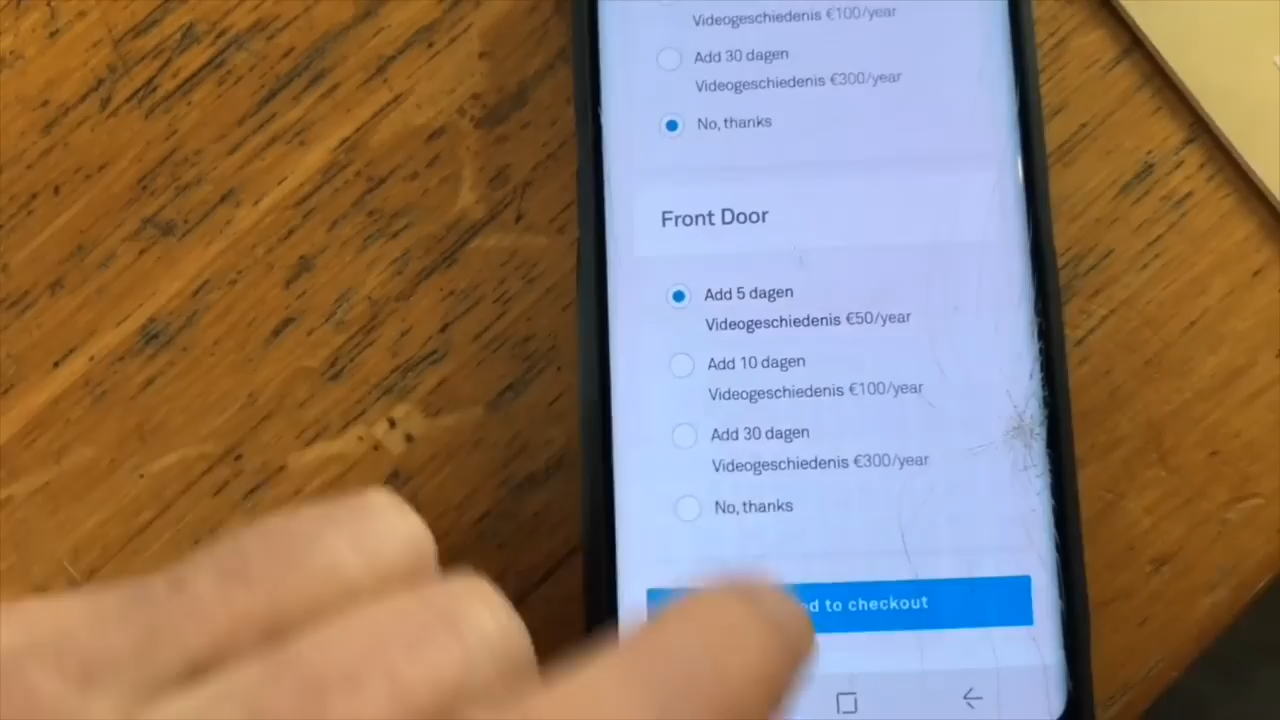 Videogeschiedenis €100/year
Add 30 dagen
Videogeschiedenis €300/year
No, thanks
Front Door
Add 5 dagen
Videogeschiedenis €50/year
Add 10 dagen
Videogeschiedenis €100/year
Add 30 dagen
Videogeschiedenis €300/year
No, thanks
to checkout